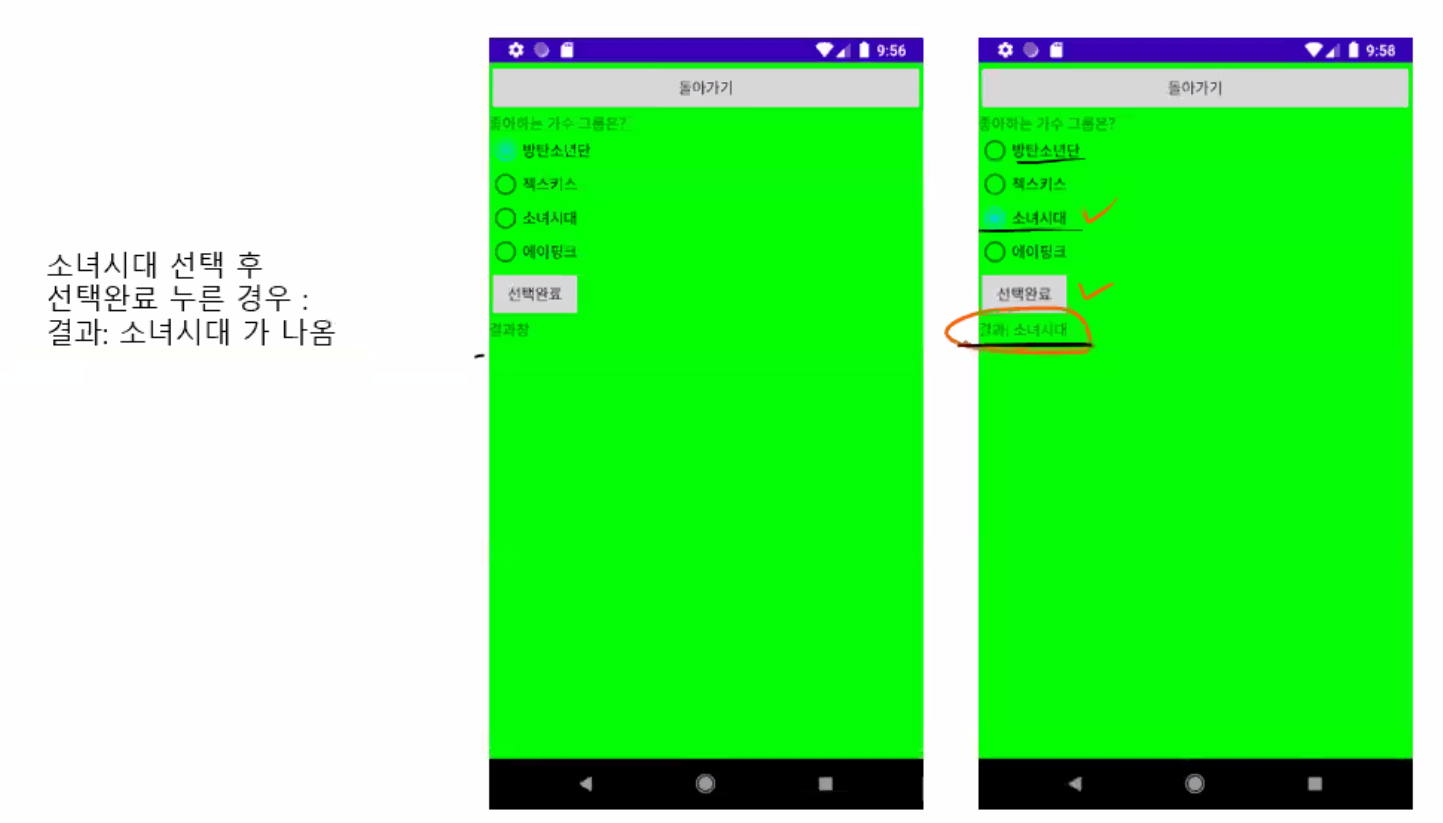 소녀시대 선택 후
선택완료 누른 경우 :
결과: 소녀시대 가 나옴
9:56
돌아가기
좋아하는 가수 그룹은?
방탄소년단
젝스키스
소녀시대
에이핑크
선택완료
결과창
9:58
돌아가기
좋아하는 가수 그룹은?
방탄소년단
젝스키스
소녀시대
에이핑크
선택완료
결과: 소녀시대